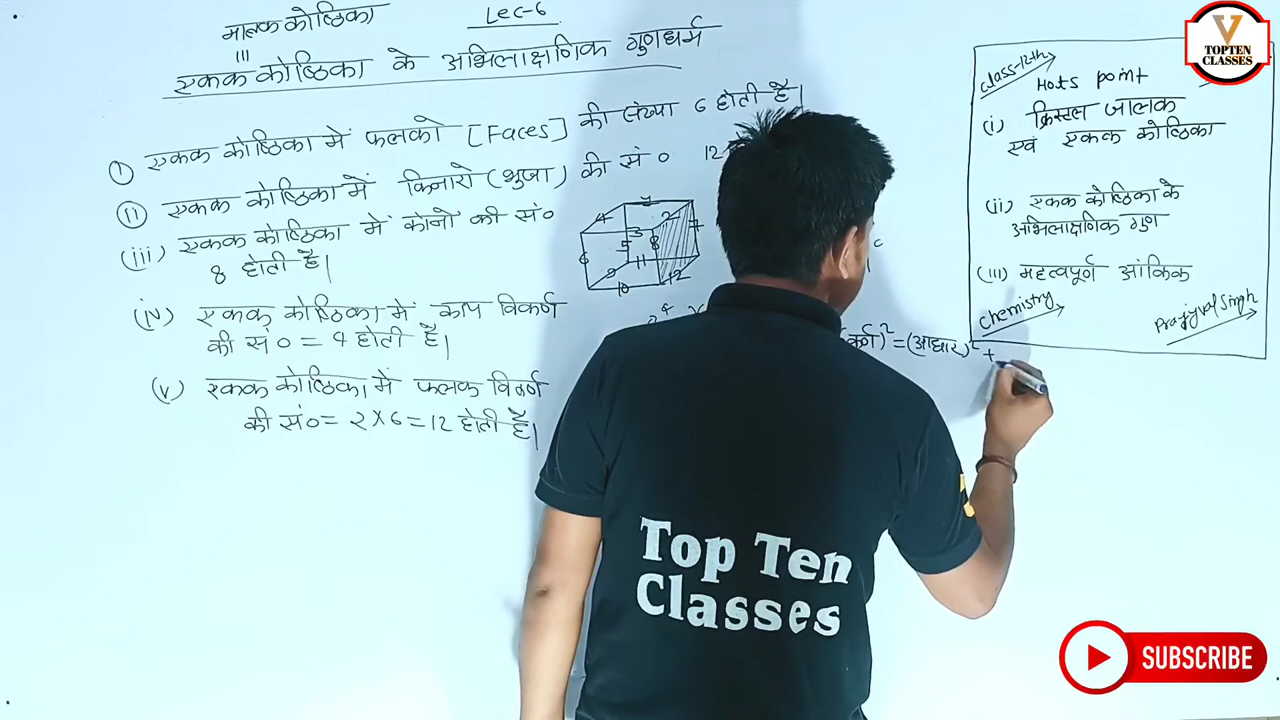 Lec-6
मात्रक कोष्ठिका
एकक कोष्ठिका के अभिलाक्षणिक गुणधर्म
(I) एकक कोष्ठिका में फलको [Faces] की संख्या 6 होती है।
(II) एकक कोष्ठिका में किनारो (भुजा) की सं० 12
(iii) एकक कोष्ठिका में कोनो की सं०
8 होती है।
(iv) एकक कोष्ठिका में काय विकर्ण
की सं० = 4 होती है।
(v) एकक कोष्ठिका में फलक विकर्ण
की सं० = 2 X 6 = 12 होती है।
)² = (आधार)² +
Class-12th
Hots point
(i) क्रिस्टल जालक
एवं एकक कोष्ठिका
(ii) एकक कोष्ठिका के
अभिलाक्षणिक गुण
(III) महत्वपूर्ण आंकिक
Chemistry
Prajjwal Singh
V
TOPTEN
CLASSES
Top Ten
Classes
SUBSCRIBE